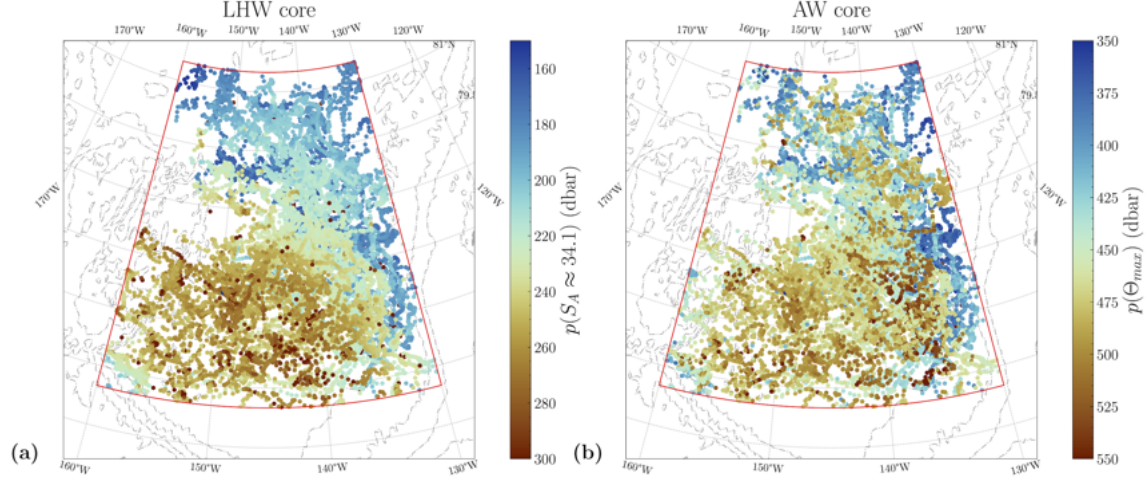 LHW core
170°W 160°W 150°W 140°W 130°W 120°W
81°N
79.
170°W
120°W
160°W 150°W 140°W 130°W
(a)
160
180
200
220
240
260
280
300
p(S_A ≈ 34.1) (dbar)
AW core
170°W 160°W 150°W 140°W 130°W 120°W
81°N
79.
170°W
120°W
160°W 150°W 140°W 130°W
(b)
350
375
400
425
450
475
500
525
550
p(Θ_max) (dbar)